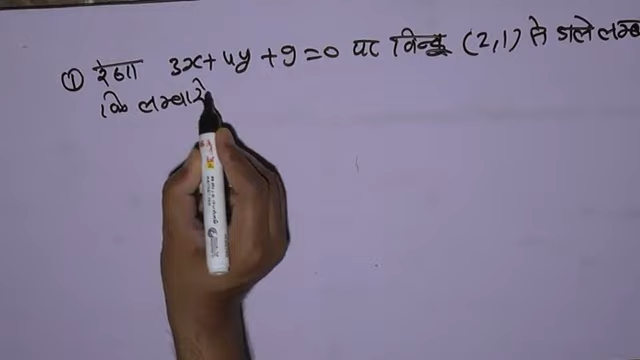 ① रेखा 3x+4y+9=0 पर बिन्दू (2,1) से डाले लम्ब
कि लम्बाई